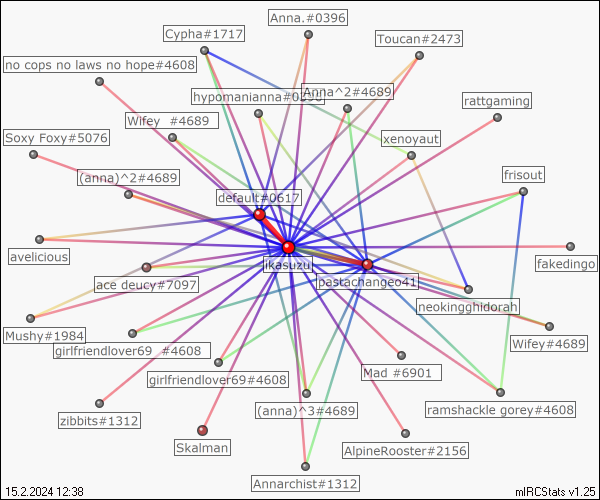 Anna.#0396
Cypha#1717
Toucan#2473
no cops no laws no hope#4608
Anna^2#4689
hypomanianna#0396
rattgaming
Wifey #4689
xenoyaut
Soxy Foxy#5076
(anna)^2#4689
frisout
default#0617
avelicious
ikasuzu
fakedingo
ace deucy#7097
pastachangeo41
neokingghidorah
Mushy#1984
Wifey#4689
girlfriendlover69 #4608
Mad #6901
girlfriendlover69#4608
(anna)^3#4689
ramshackle gorey#4608
zibbits#1312
Skalman
AlpineRooster#2156
Annarchist#1312
15.2.2024 12:38
mIRCStats v1.25